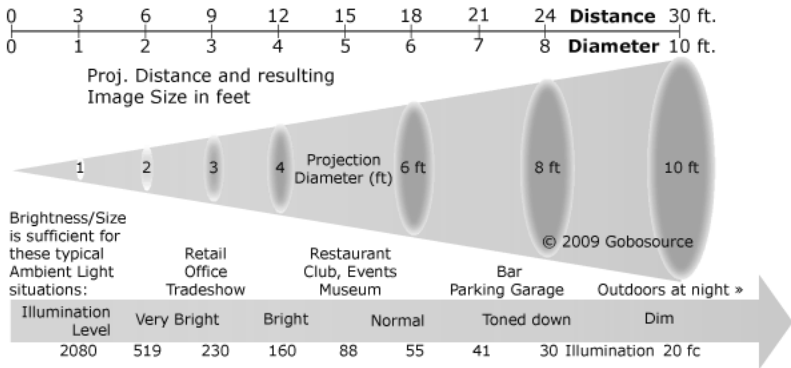 0 3 6 9 12 15 18 21 24 Distance 30 ft.
0 1 2 3 4 5 6 7 8 Diameter 10 ft.
Proj. Distance and resulting
Image Size in feet
1 2 3 4 Projection Diameter (ft) 6 ft 8 ft 10 ft
© 2009 Gobosource
Brightness/Size
is sufficient for
these typical
Ambient Light
situations:
Retail
Office
Tradeshow
Restaurant
Club, Events
Museum
Bar
Parking Garage
Outdoors at night »
Illumination
Level
Very Bright
Bright
Normal
Toned down
Dim
2080 519 230 160 88 55 41 30 Illumination 20 fc